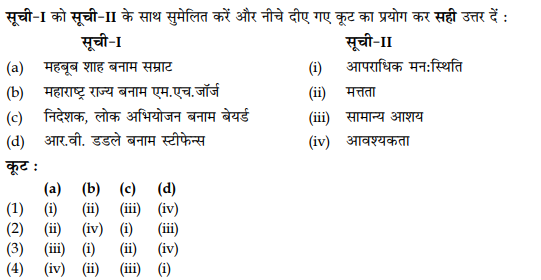 सूची-I को सूची-II के साथ सुमेलित करें और नीचे दीए गए कूट का प्रयोग कर सही उत्तर दें :
सूची-I सूची-II
(a) महबूब शाह बनाम सम्राट (i) आपराधिक मन:स्थिति
(b) महाराष्ट्र राज्य बनाम एम.एच.जॉर्ज (ii) मत्तता
(c) निदेशक, लोक अभियोजन बनाम बेयर्ड (iii) सामान्य आशय
(d) आर.वी. डडले बनाम स्टीफेन्स (iv) आवश्यकता
कूट :
(a) (b) (c) (d)
(1) (i) (ii) (iii) (iv)
(2) (ii) (iv) (i) (iii)
(3) (iii) (i) (ii) (iv)
(4) (iv) (ii) (iii) (i)